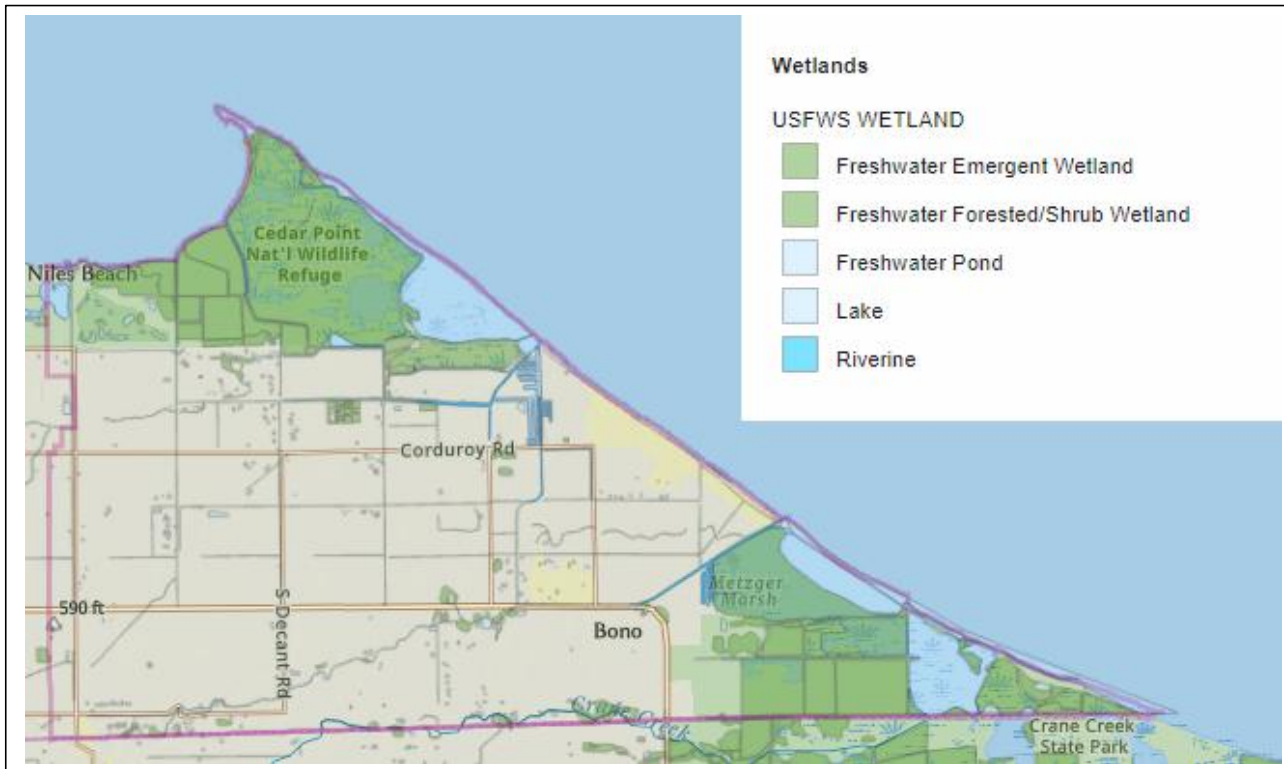 Wetlands
USFWS WETLAND
Freshwater Emergent Wetland
Freshwater Forested/Shrub Wetland
Freshwater Pond
Lake
Riverine
Cedar Point
Nat'l Wildlife
Refuge
Niles Beach
Corduroy Rd
Metzger
Marsh
590 ft
S Decant Rd
Bono
Crane Creek
Crane Creek
State Park